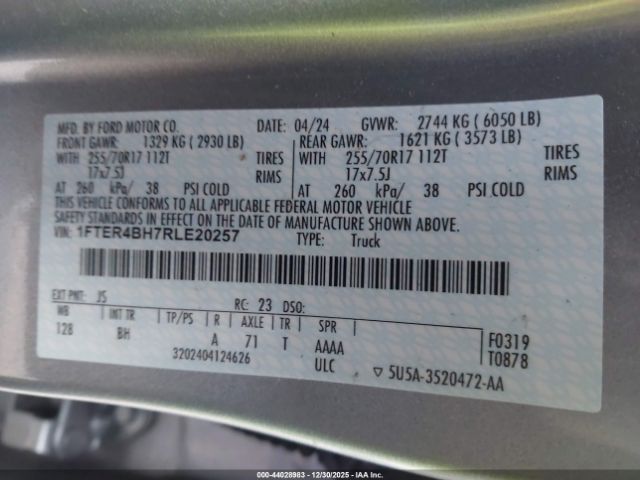 MFD. BY FORD MOTOR CO. DATE: 04/24 GVWR: 2744 KG ( 6050 LB)
FRONT GAWR: 1329 KG ( 2930 LB) REAR GAWR: 1621 KG ( 3573 LB)
WITH 255/70R17 112T TIRES WITH 255/70R17 112T TIRES
17x7.5J RIMS 17x7.5J RIMS
AT 260 kPa/ 38 PSI COLD AT 260 kPa/ 38 PSI COLD
THIS VEHICLE CONFORMS TO ALL APPLICABLE FEDERAL MOTOR VEHICLE
SAFETY STANDARDS IN EFFECT ON THE DATE OF MANUFACTURE SHOWN ABOVE.
VIN: 1FTER4BH7RLE20257 TYPE: Truck
EXT PNT: JS RC: 23 DSO:
WB INT TR TP/PS R AXLE TR SPR F0319
128 BH A 71 T AAAA T0878
3202404124626 ULC ▽ 5U5A-3520472-AA
000-44028983 - 12/30/2025 - IAAI.COM